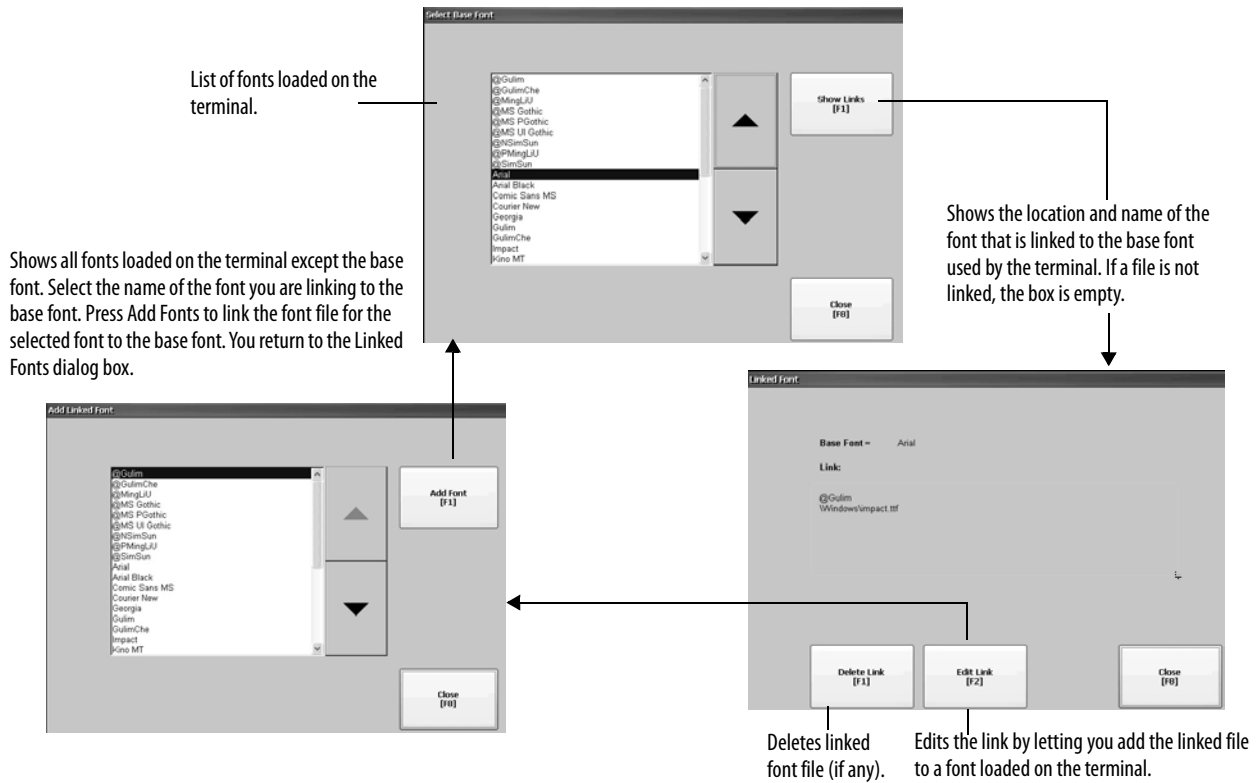 Select Base Font
List of fonts loaded on the
terminal.
@Gulim
@GulimChe
@MingLiU
@MS Gothic
@MS PGothic
@MS UI Gothic
@NSimSun
@PMingLiU
@SimSun
Arial
Arial Black
Comic Sans MS
Courier New
Georgia
Gulim
GulimChe
Impact
Kino MT
Show Links
[F1]
Close
[F8]
Shows the location and name of the
font that is linked to the base font
used by the terminal. If a file is not
linked, the box is empty.
Shows all fonts loaded on the terminal except the base
font. Select the name of the font you are linking to the
base font. Press Add Fonts to link the font file for the
selected font to the base font. You return to the Linked
Fonts dialog box.
Add Linked Font
@Gulim
@GulimChe
@MingLiU
@MS Gothic
@MS PGothic
@MS UI Gothic
@NSimSun
@PMingLiU
@SimSun
Arial
Arial Black
Comic Sans MS
Courier New
Georgia
Gulim
GulimChe
Impact
Kino MT
Add Font
[F1]
Close
[F8]
Linked Font
Base Font = Arial
Link:
@Gulim
\Windows\impact.ttf
Delete Link
[F1]
Edit Link
[F2]
Close
[F8]
Deletes linked
font file (if any).
Edits the link by letting you add the linked file
to a font loaded on the terminal.